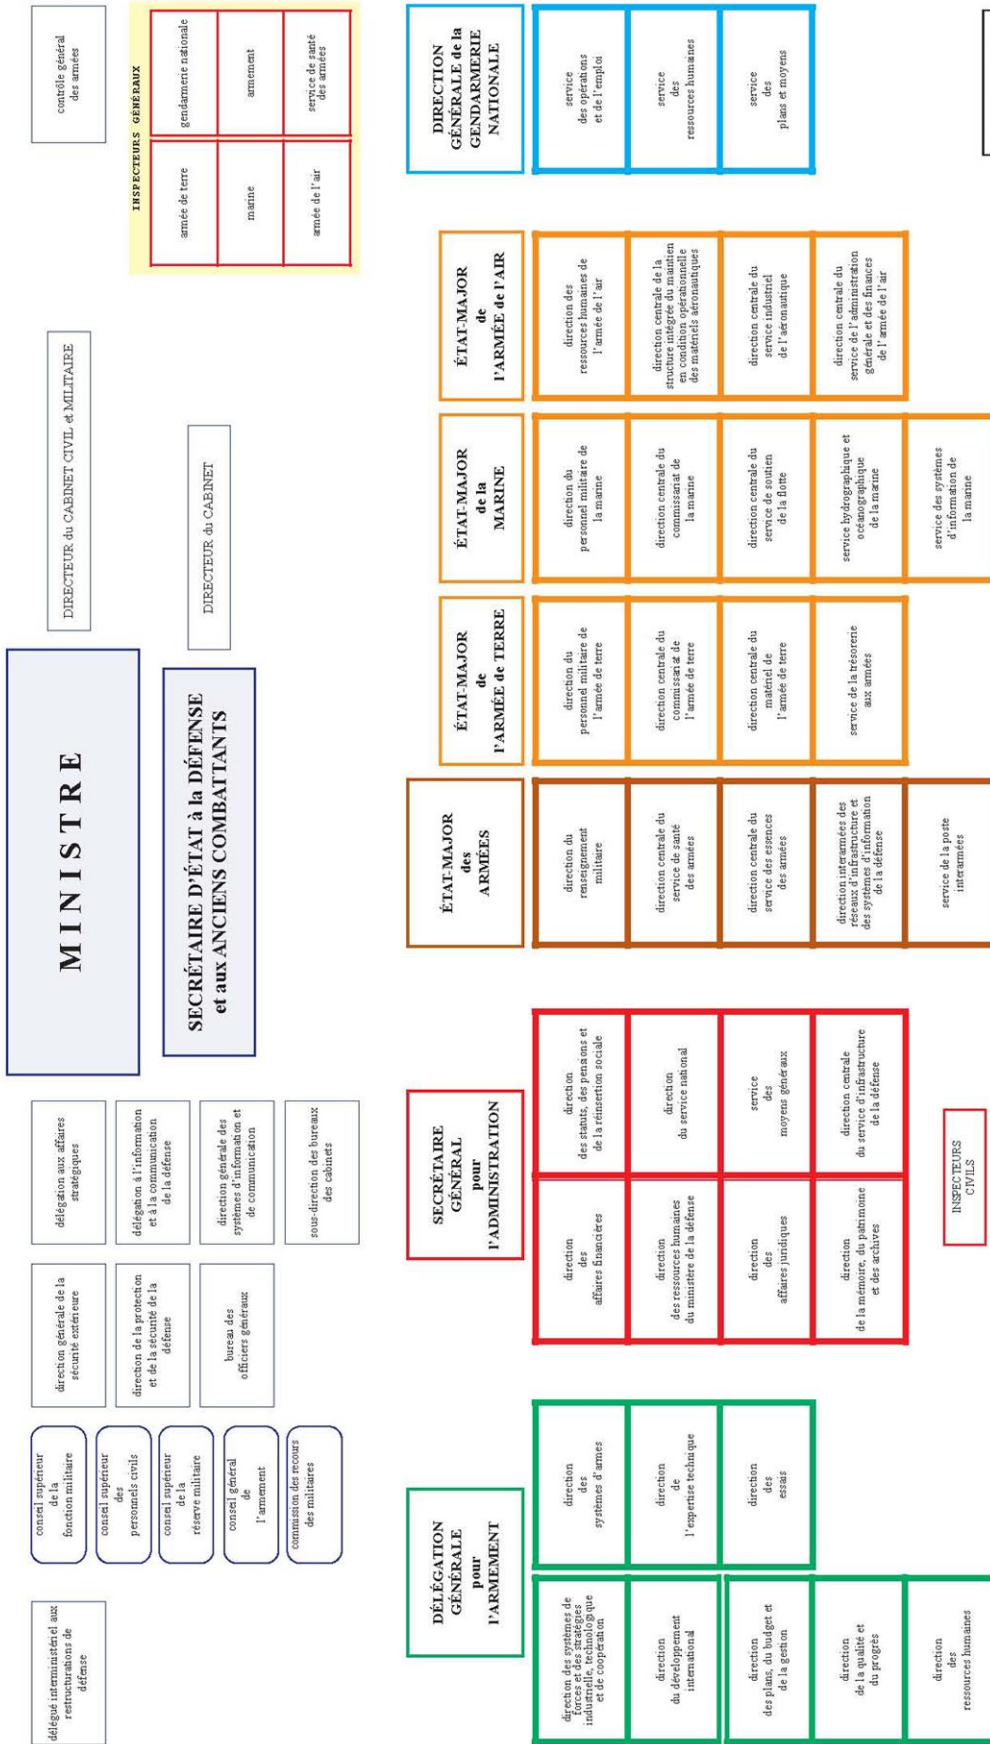 MINISTRE
SECRÉTAIRE D'ÉTAT à la DÉFENSE
et aux ANCIENS COMBATTANTS
DIRECTEUR du CABINET CIVIL et MILITAIRE
DIRECTEUR du CABINET
délégué interministériel aux
restructurations de
défense
conseil supérieur
de la
fonction militaire
conseil supérieur
des
personnels civils
conseil supérieur
de la
réserve militaire
conseil général
de
l'armement
commission des recours
des militaires
direction générale de la
sécurité extérieure
direction de la protection
et de la sécurité de la
défense
bureau des
officiers généraux
délégation aux affaires
stratégiques
délégation à l'information
et à la communication
de la défense
direction générale des
systèmes d'information et
de communication
sous-direction des bureaux
des cabinets
contrôle général
des armées
INSPECTEURS GÉNÉRAUX
armée de terre
gendarmerie nationale
marine
armement
armée de l'air
service de santé
des armées
DÉLÉGATION
GÉNÉRALE
pour
l'ARMEMENT
direction des systèmes de
forces et des stratégies
industrielle, technologique
et de coopération
direction
des
systèmes d'armes
direction
du développement
international
direction
de
l'expertise technique
direction
des plans, du budget et
de la gestion
direction
des
essais
direction
de la qualité et
du progrès
direction
des
ressources humaines
SECRÉTAIRE
GÉNÉRAL
pour
l'ADMINISTRATION
direction
des
affaires financières
direction
des statuts, des pensions et
de la réinsertion sociale
direction
des ressources humaines
du ministère de la défense
direction
du service national
direction
des
affaires juridiques
service
des
moyens généraux
direction
de la mémoire, du patrimoine
et des archives
direction centrale
du service d'infrastructure
de la défense
INSPECTEURS
CIVILS
ÉTAT-MAJOR
des
ARMÉES
direction du
renseignement
militaire
direction centrale du
service de santé
des armées
direction centrale du
service des essences
des armées
direction interarmées des
réseaux d'infrastructure et
des systèmes d'information
de la défense
service de la poste
interarmées
ÉTAT-MAJOR
de
l'ARMÉE de TERRE
direction du
personnel militaire de
l'armée de terre
direction centrale du
commissariat de
l'armée de terre
direction centrale du
matériel de
l'armée de terre
service de la trésorerie
aux armées
ÉTAT-MAJOR
de la
MARINE
direction du
personnel militaire de
la marine
direction centrale du
commissariat de
la marine
direction centrale du
service de soutien
de la flotte
service hydrographique et
océanographique
de la marine
service des systèmes
d'information de
la marine
ÉTAT-MAJOR
de
l'ARMÉE de l'AIR
direction des
ressources humaines de
l'armée de l'air
direction centrale de la
structure intégrée du maintien
en condition opérationnelle
des matériels aéronautiques
direction centrale du
service industriel
de l'aéronautique
direction centrale du
service de l'administration
générale et des finances
de l'armée de l'air
DIRECTION
GÉNÉRALE de la
GENDARMERIE
NATIONALE
service
des opérations
et de l'emploi
service
des
ressources humaines
service
des
plans et moyens